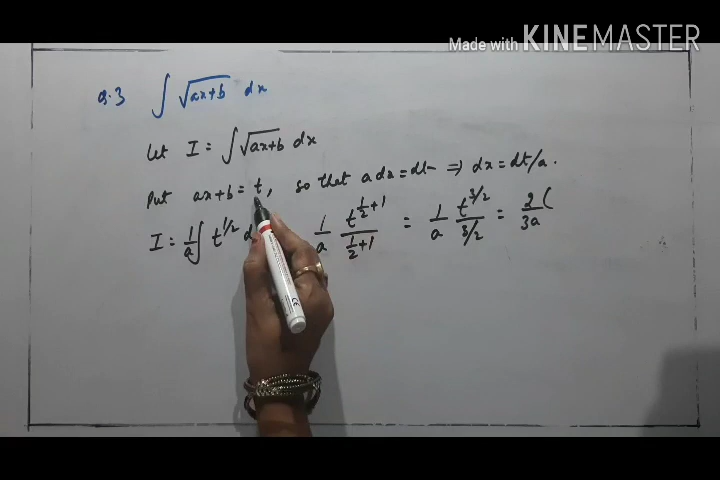 Made with KINEMASTER
Q.3 ∫ √ax+b dx
Let I = ∫ √ax+b dx
Put ax+b = t, so that a dx = dt ⇒ dx = dt/a.
I = 1/a ∫ t^1/2 d 1/a t^(1/2+1)/(1/2+1) = 1/a t^3/2/(3/2) = 2/3a (